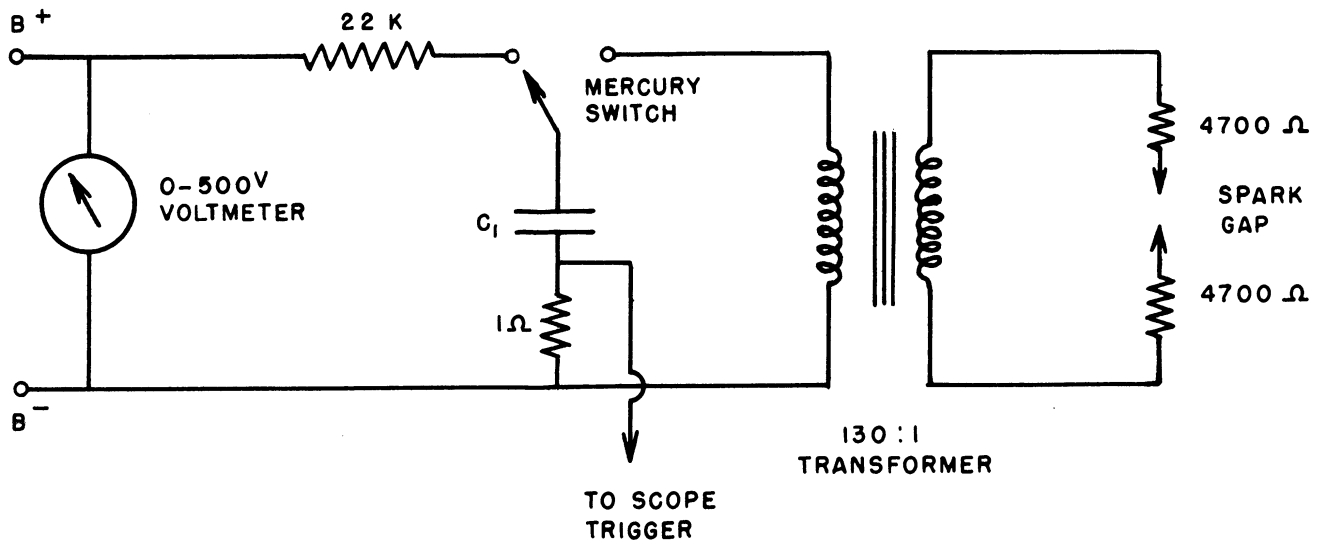 B+
22 K
MERCURY
SWITCH
4700 Ω
0-500V
VOLTMETER
SPARK
GAP
C1
4700 Ω
1Ω
B-
130:1
TRANSFORMER
TO SCOPE
TRIGGER